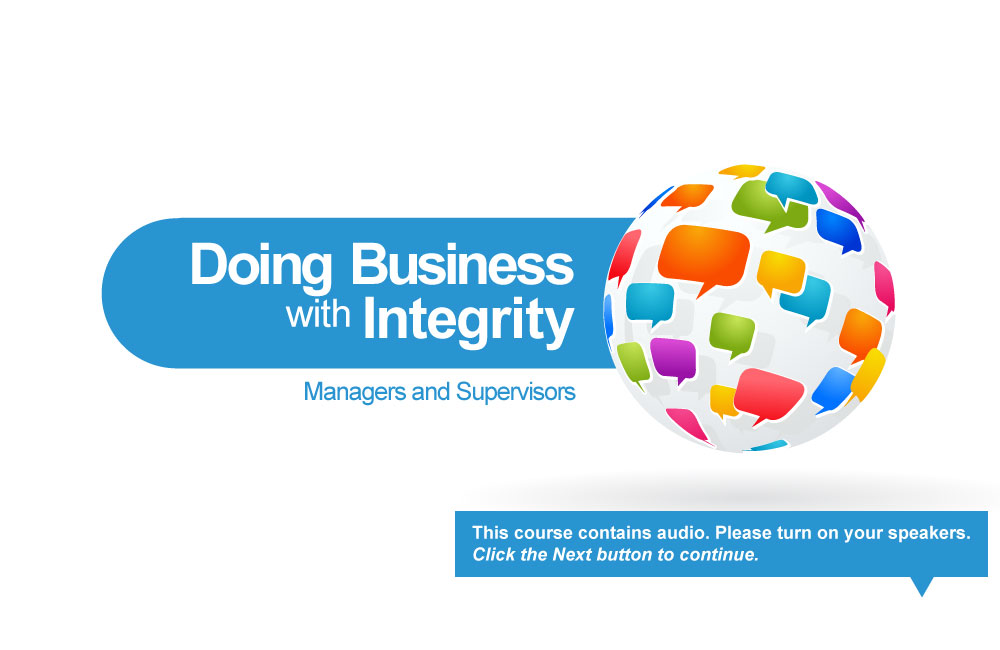 Doing Business
with Integrity
Managers and Supervisors
This course contains audio. Please turn on your speakers.
Click the Next button to continue.